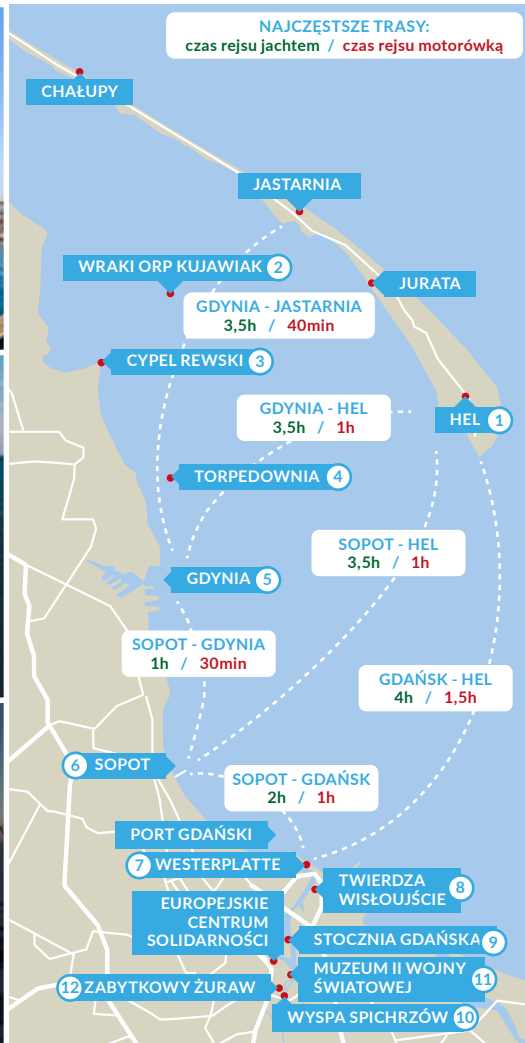 NAJCZĘSTSZE TRASY:
czas rejsu jachtem / czas rejsu motorówką
CHAŁUPY
JASTARNIA
WRAKI ORP KUJAWIAK 2
JURATA
GDYNIA - JASTARNIA
3,5h / 40min
CYPEL REWSKI 3
GDYNIA - HEL
3,5h / 1h
HEL 1
TORPEDOWNIA 4
SOPOT - HEL
3,5h / 1h
GDYNIA 5
SOPOT - GDYNIA
1h / 30min
GDAŃSK - HEL
4h / 1,5h
6 SOPOT
SOPOT - GDAŃSK
2h / 1h
PORT GDAŃSKI
7 WESTERPLATTE
TWIERDZA
WISŁOUJŚCIE 8
EUROPEJSKIE
CENTRUM
SOLIDARNOŚCI
STOCZNIA GDAŃSKA 9
MUZEUM II WOJNY
ŚWIATOWEJ 11
12 ZABYTKOWY ŻURAW
WYSPA SPICHRZÓW 10